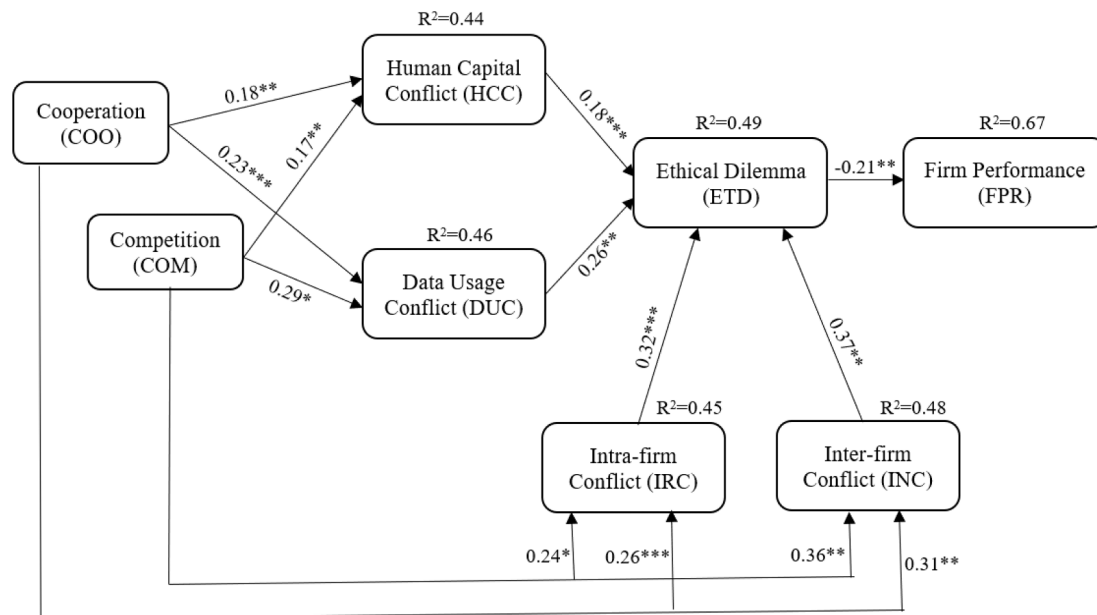 R²=0.44
Human Capital
Conflict (HCC)
Cooperation
(COO)
0.18**
0.17**
0.23***
0.18***
R²=0.49
Ethical Dilemma
(ETD)
-0.21**
R²=0.67
Firm Performance
(FPR)
Competition
(COM)
0.29*
R²=0.46
Data Usage
Conflict (DUC)
0.26**
0.32***
0.37**
R²=0.45
Intra-firm
Conflict (IRC)
R²=0.48
Inter-firm
Conflict (INC)
0.24*
0.26***
0.36**
0.31**